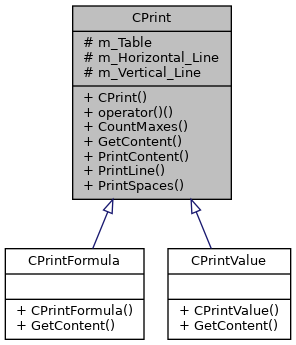 CPrint
# m_Table
# m_Horizontal_Line
# m_Vertical_Line
+ CPrint()
+ operator()()
+ CountMaxes()
+ GetContent()
+ PrintContent()
+ PrintLine()
+ PrintSpaces()
CPrintFormula
+ CPrintFormula()
+ GetContent()
CPrintValue
+ CPrintValue()
+ GetContent()